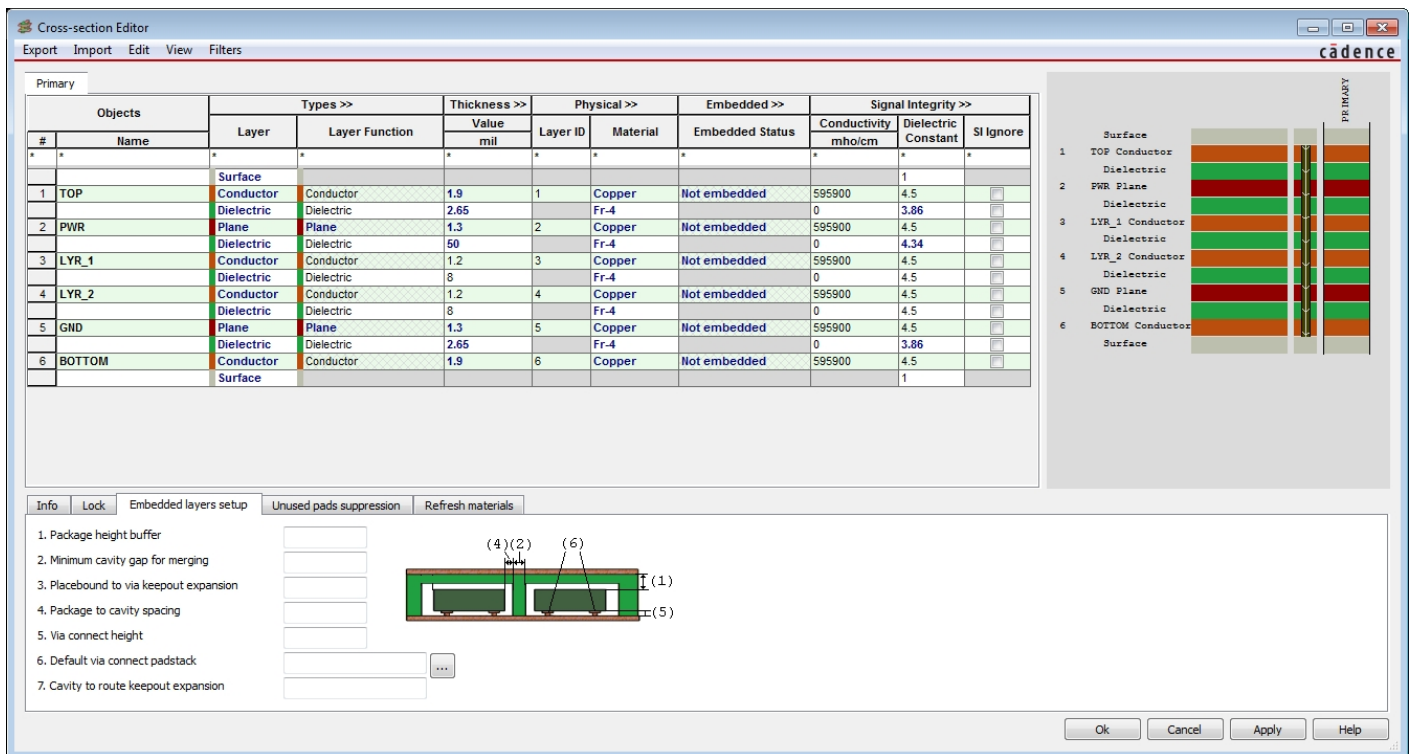 Cross-section Editor
Export Import Edit View Filters
cādence
Primary
Objects Types >> Thickness >> Physical >> Embedded >> Signal Integrity >>
# Name Layer Layer Function Value mil Layer ID Material Embedded Status Conductivity mho/cm Dielectric Constant SI Ignore
* * * * * * * * * * *
Surface 1
1 TOP Conductor Conductor 1.9 1 Copper Not embedded 595900 4.5
Dielectric Dielectric 2.65 Fr-4 0 3.86
2 PWR Plane Plane 1.3 2 Copper Not embedded 595900 4.5
Dielectric Dielectric 50 Fr-4 0 4.34
3 LYR_1 Conductor Conductor 1.2 3 Copper Not embedded 595900 4.5
Dielectric Dielectric 8 Fr-4 0 4.5
4 LYR_2 Conductor Conductor 1.2 4 Copper Not embedded 595900 4.5
Dielectric Dielectric 8 Fr-4 0 4.5
5 GND Plane Plane 1.3 5 Copper Not embedded 595900 4.5
Dielectric Dielectric 2.65 Fr-4 0 3.86
6 BOTTOM Conductor Conductor 1.9 6 Copper Not embedded 595900 4.5
Surface 1
PRIMARY
Surface
1 TOP Conductor
Dielectric
2 PWR Plane
Dielectric
3 LYR_1 Conductor
Dielectric
4 LYR_2 Conductor
Dielectric
5 GND Plane
Dielectric
6 BOTTOM Conductor
Surface
Info Lock Embedded layers setup Unused pads suppression Refresh materials
1. Package height buffer
2. Minimum cavity gap for merging
3. Placebound to via keepout expansion
4. Package to cavity spacing
5. Via connect height
6. Default via connect padstack ...
7. Cavity to route keepout expansion
(4)(2) (6)
(1)
(5)
Ok Cancel Apply Help